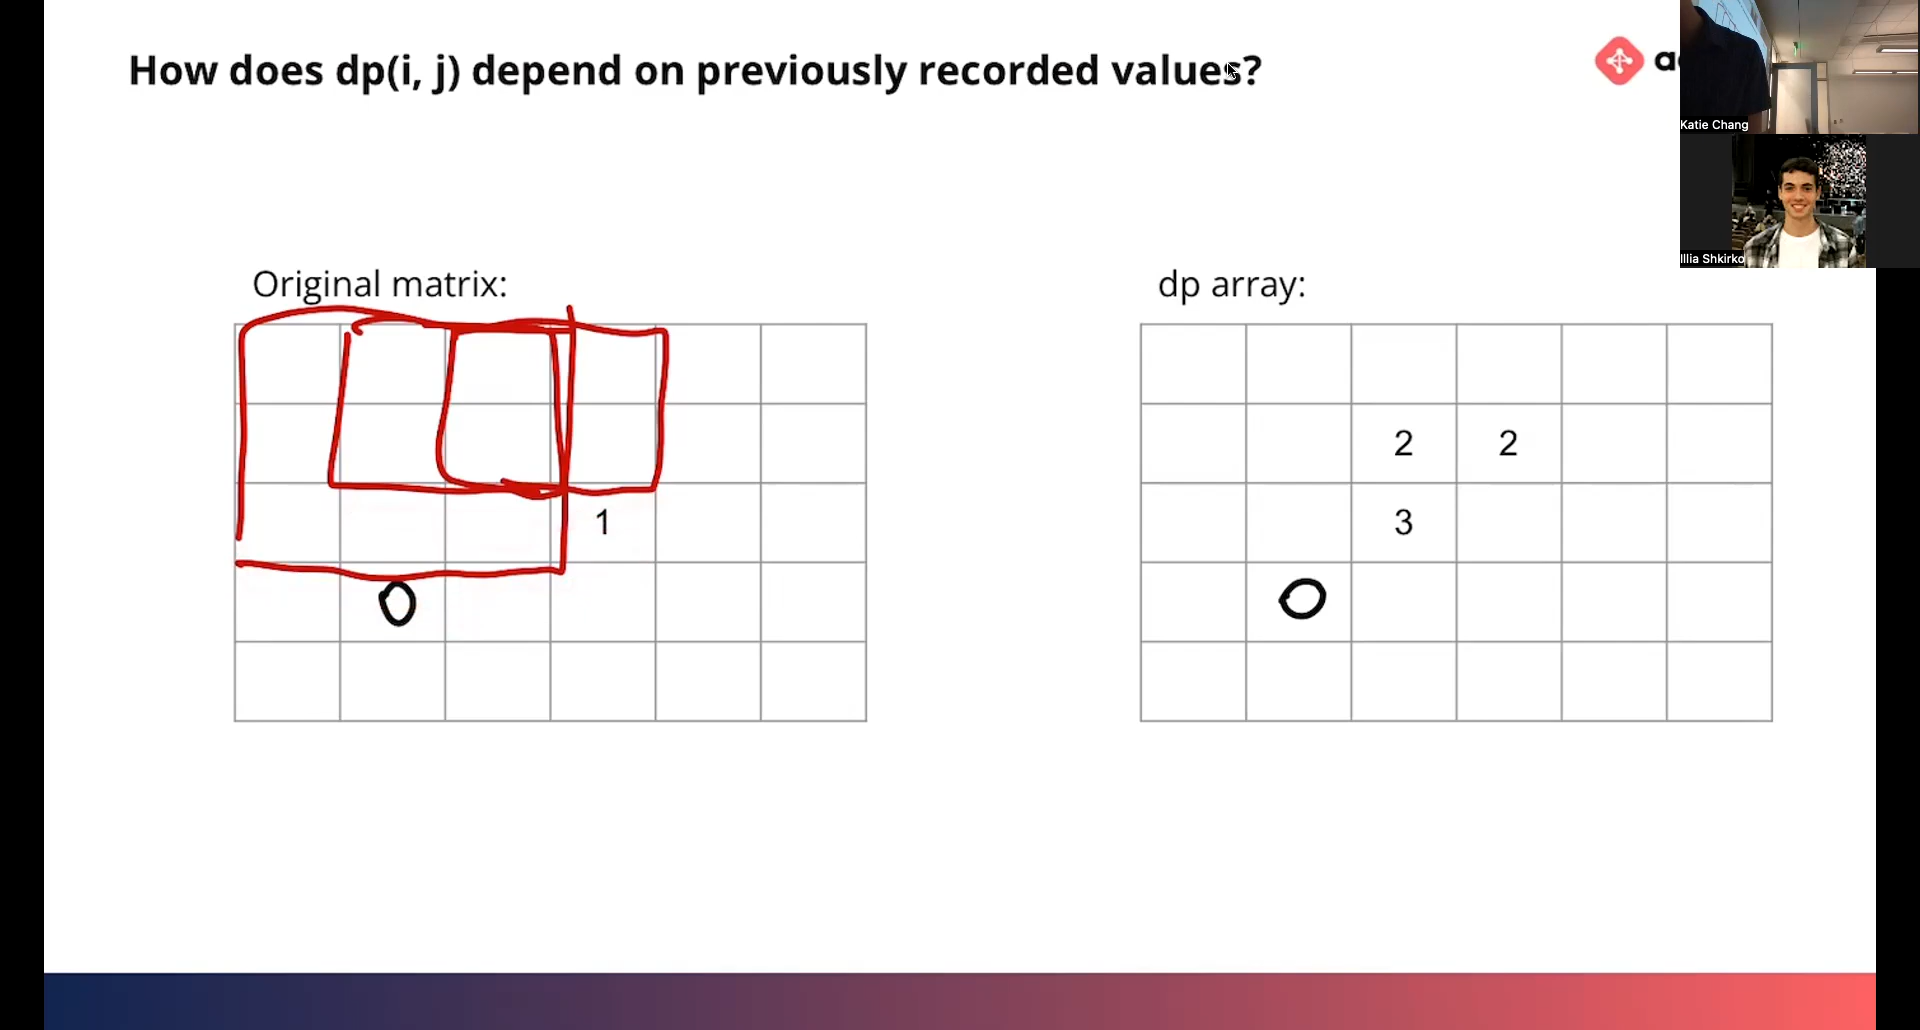 How does dp(i, j) depend on previously recorded values?
Katie Chang
Illia Shkirko
Original matrix:
dp array:
2 2
1 3
0 0